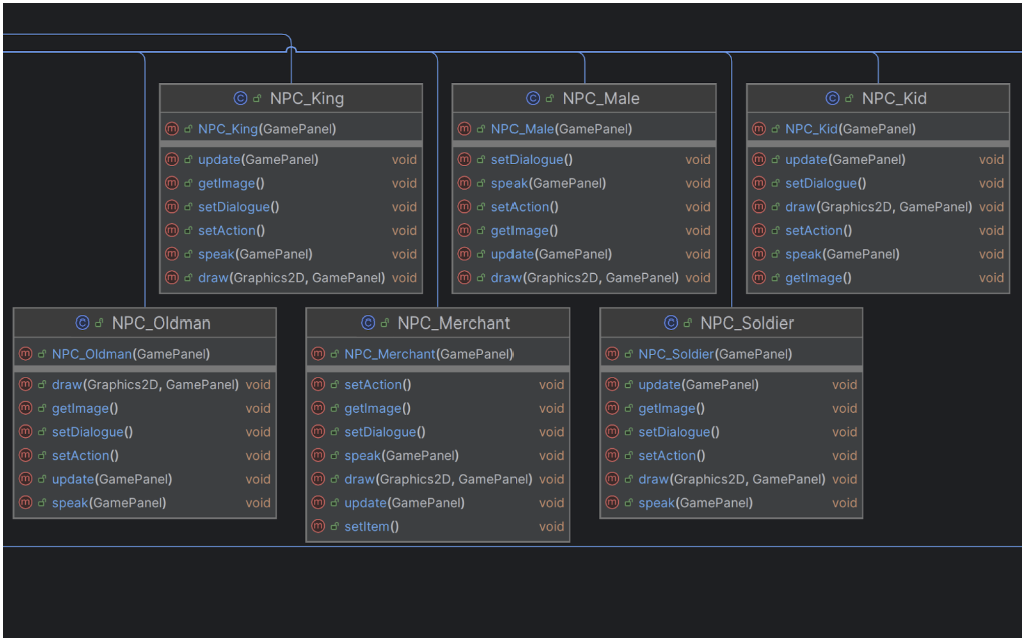 NPC_King
NPC_King(GamePanel)
update(GamePanel) void
getImage() void
setDialogue() void
setAction() void
speak(GamePanel) void
draw(Graphics2D, GamePanel) void
NPC_Male
NPC_Male(GamePanel)
setDialogue() void
speak(GamePanel) void
setAction() void
getImage() void
update(GamePanel) void
draw(Graphics2D, GamePanel) void
NPC_Kid
NPC_Kid(GamePanel)
update(GamePanel) void
setDialogue() void
draw(Graphics2D, GamePanel) void
setAction() void
speak(GamePanel) void
getImage() void
NPC_Oldman
NPC_Oldman(GamePanel)
draw(Graphics2D, GamePanel) void
getImage() void
setDialogue() void
setAction() void
update(GamePanel) void
speak(GamePanel) void
NPC_Merchant
NPC_Merchant(GamePanel)
setAction() void
getImage() void
setDialogue() void
speak(GamePanel) void
draw(Graphics2D, GamePanel) void
update(GamePanel) void
setItem() void
NPC_Soldier
NPC_Soldier(GamePanel)
update(GamePanel) void
getImage() void
setDialogue() void
setAction() void
draw(Graphics2D, GamePanel) void
speak(GamePanel) void